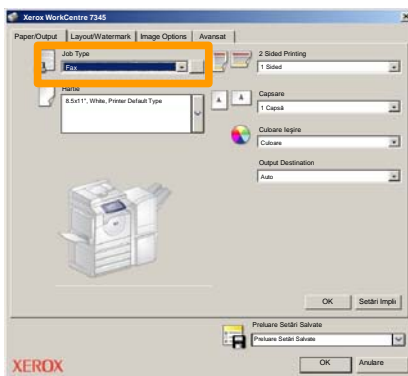 Xerox WorkCentre 7345
Paper/Output Layout/Watermark Image Options Avansat
Job Type
Fax
Hartie
8.5x11", White, Printer Default Type
2 Sided Printing
1 Sided
Capsare
1 Capsă
Culoare Ieşire
Culoare
Output Destination
Auto
OK Setări Impli
Preluare Setări Salvate
Preluare Setări Salvate
XEROX
OK Anulare